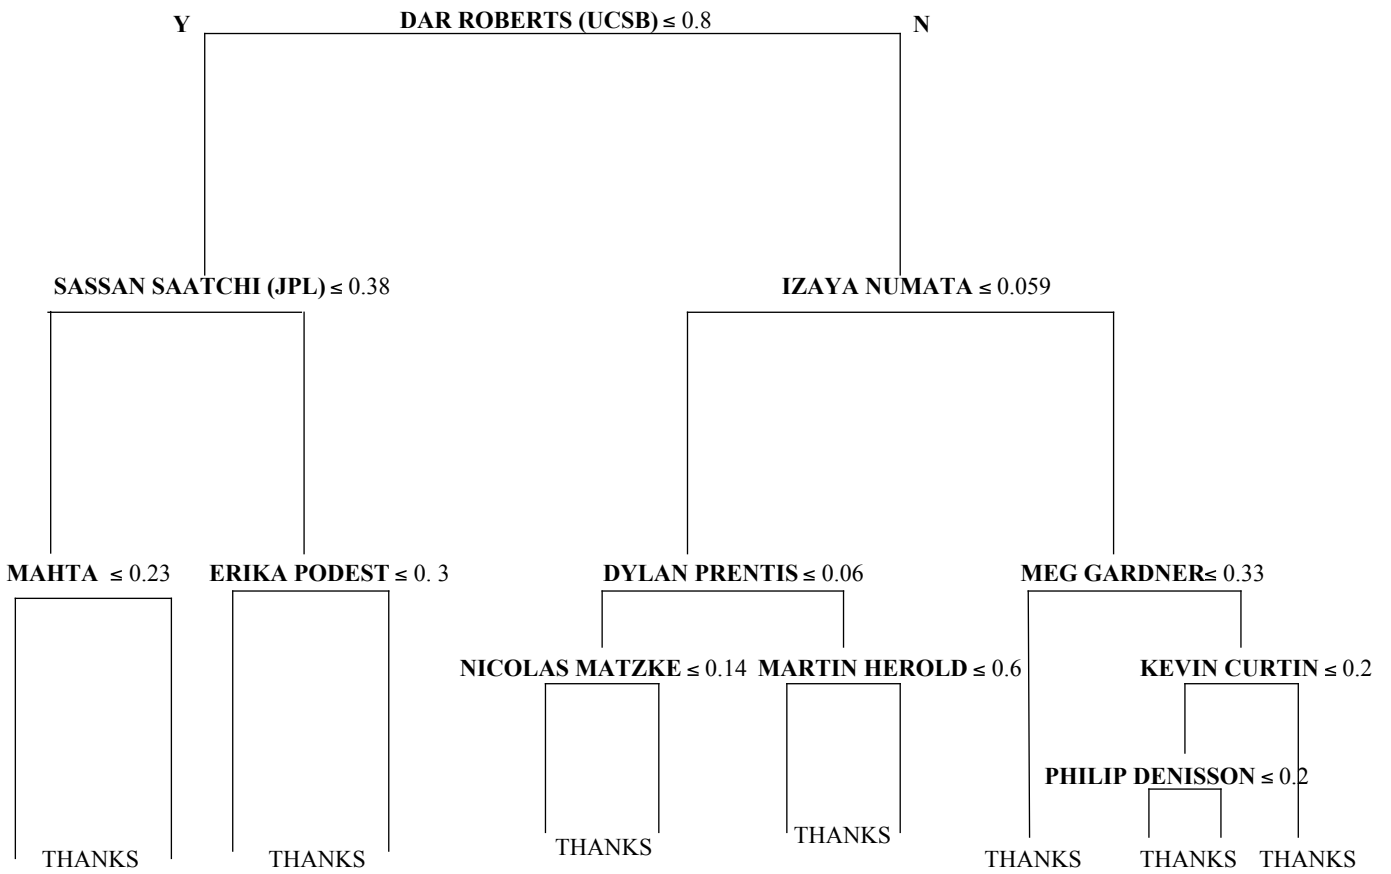 Y DAR ROBERTS (UCSB) ≤ 0.8 N
SASSAN SAATCHI (JPL) ≤ 0.38 IZAYA NUMATA ≤ 0.059
MAHTA ≤ 0.23 ERIKA PODEST ≤ 0. 3 DYLAN PRENTIS ≤ 0.06 MEG GARDNER≤ 0.33
NICOLAS MATZKE ≤ 0.14 MARTIN HEROLD ≤ 0.6 KEVIN CURTIN ≤ 0.2
PHILIP DENISSON ≤ 0.2
THANKS THANKS THANKS THANKS THANKS THANKS THANKS